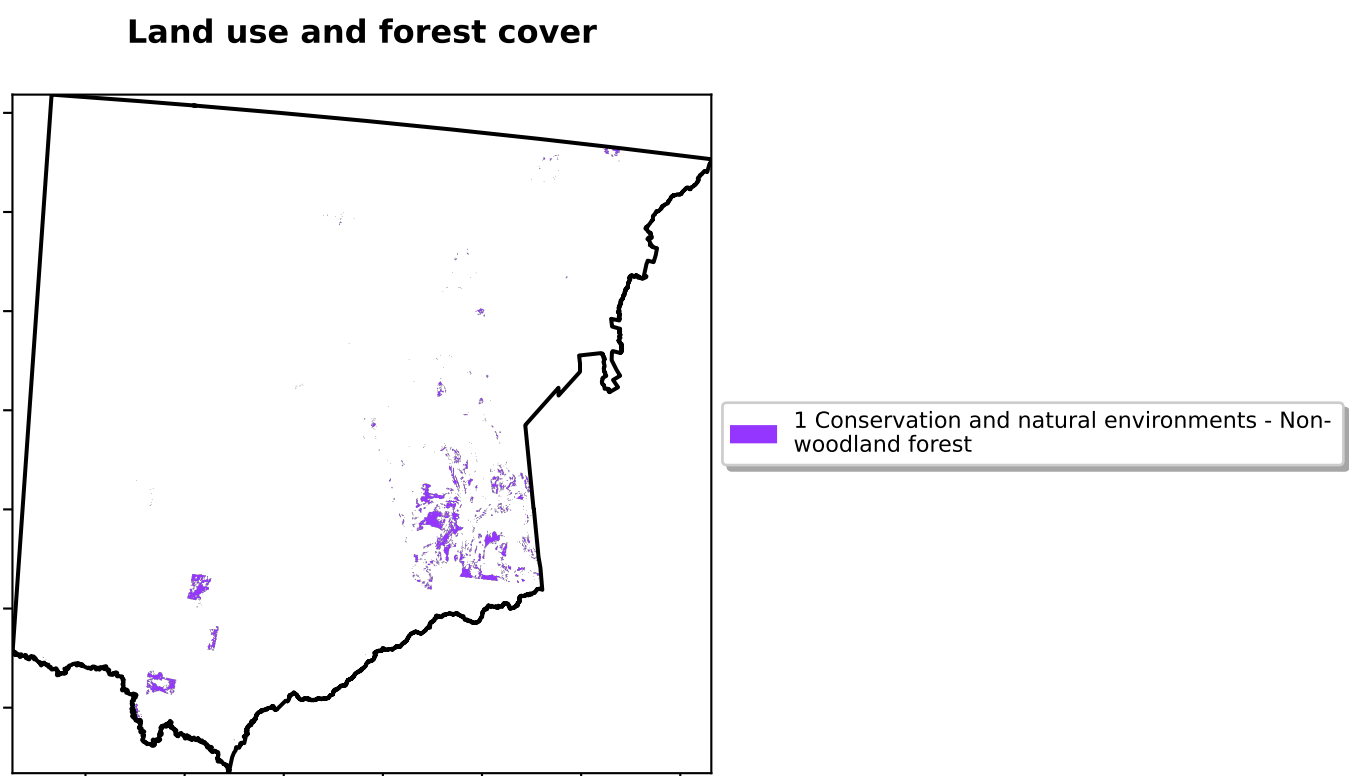 Land use and forest cover
1 Conservation and natural environments - Non-
woodland forest